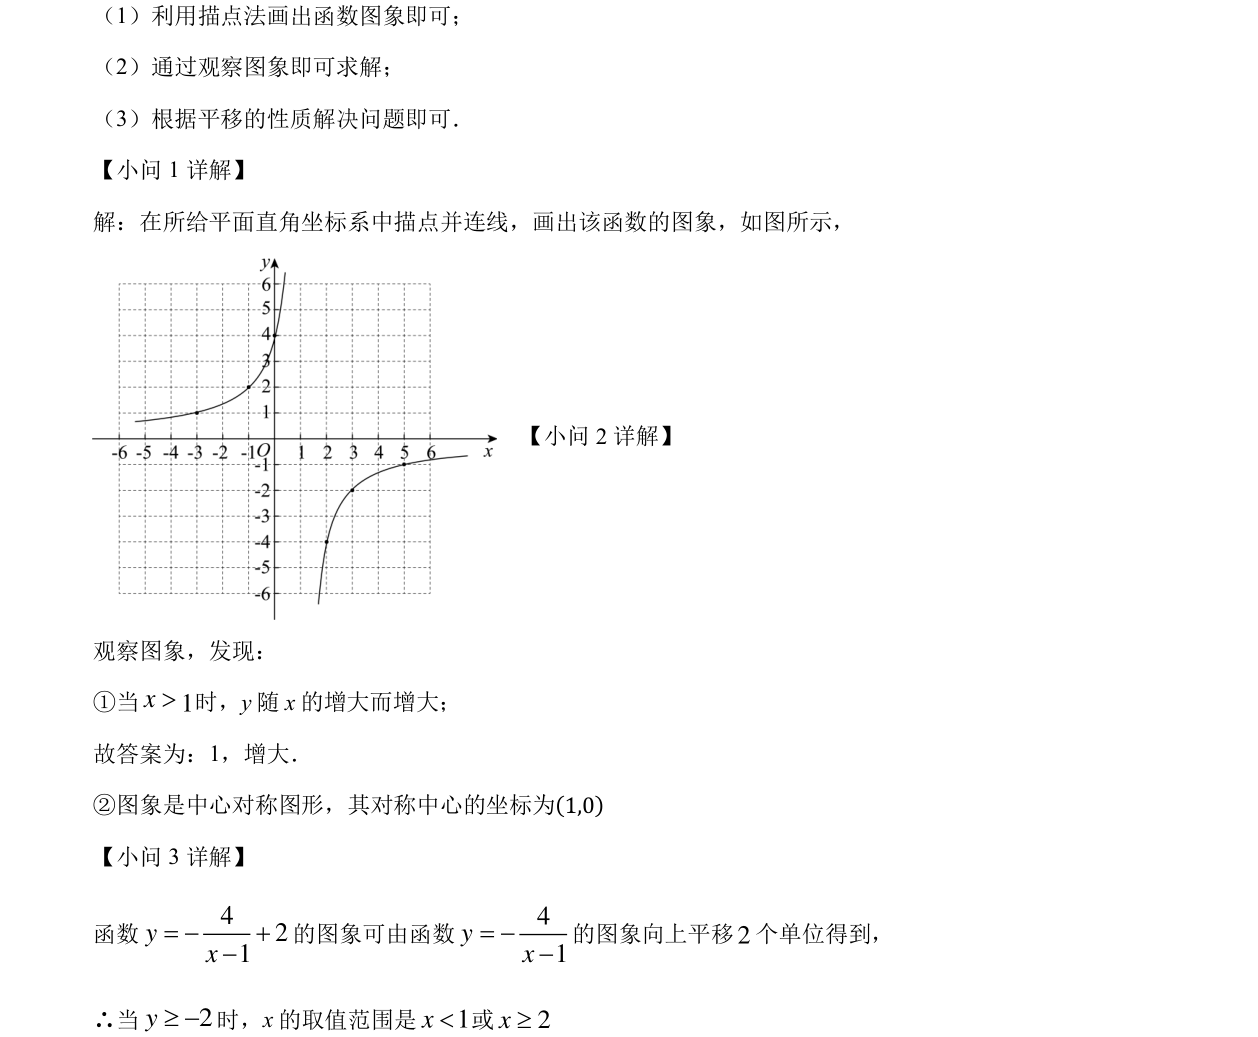 （1）利用描点法画出函数图象即可；
（2）通过观察图象即可求解；
（3）根据平移的性质解决问题即可．
【小问 1 详解】
解：在所给平面直角坐标系中描点并连线，画出该函数的图象，如图所示，
y
6
5
4
3
2
1
-6 -5 -4 -3 -2 -1 O 1 2 3 4 5 6 x
-1
-2
-3
-4
-5
-6
【小问 2 详解】
观察图象，发现：
①当 x > 1 时，y 随 x 的增大而增大；
故答案为：1，增大．
②图象是中心对称图形，其对称中心的坐标为(1,0)
【小问 3 详解】
函数 y = −4/(x−1) + 2 的图象可由函数 y = −4/(x−1) 的图象向上平移 2 个单位得到，
∴当 y ≥ −2 时，x 的取值范围是 x < 1 或 x ≥ 2